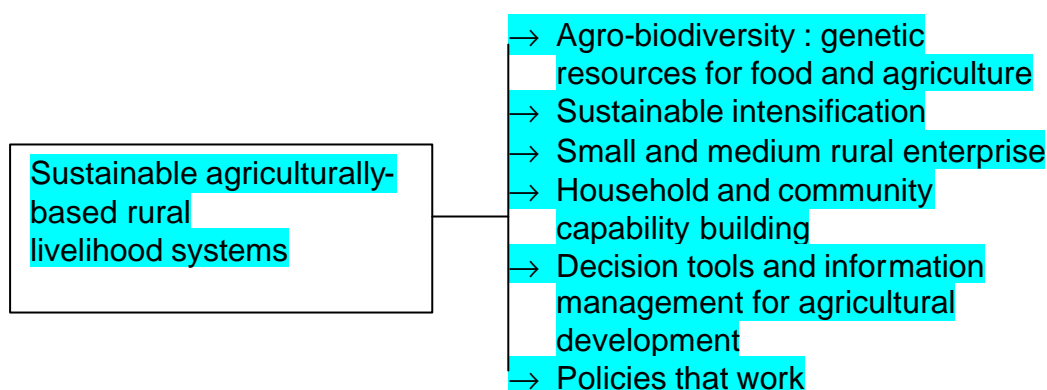 Sustainable agriculturally-
based rural
livelihood systems
→ Agro-biodiversity : genetic
resources for food and agriculture
→ Sustainable intensification
→ Small and medium rural enterprise
→ Household and community
capability building
→ Decision tools and information
management for agricultural
development
→ Policies that work